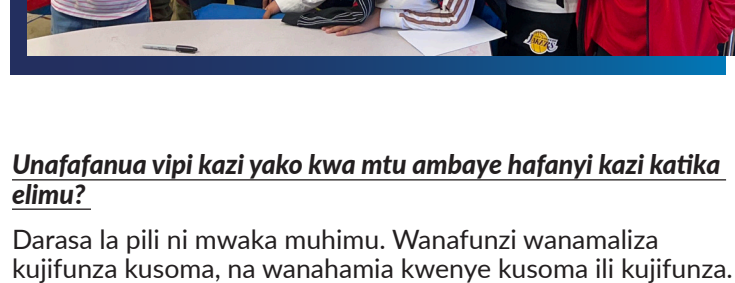 LAKERS
Unafafanua vipi kazi yako kwa mtu ambaye hafanyi kazi katika
elimu?
Darasa la pili ni mwaka muhimu. Wanafunzi wanamaliza
kujifunza kusoma, na wanahamia kwenye kusoma ili kujifunza.